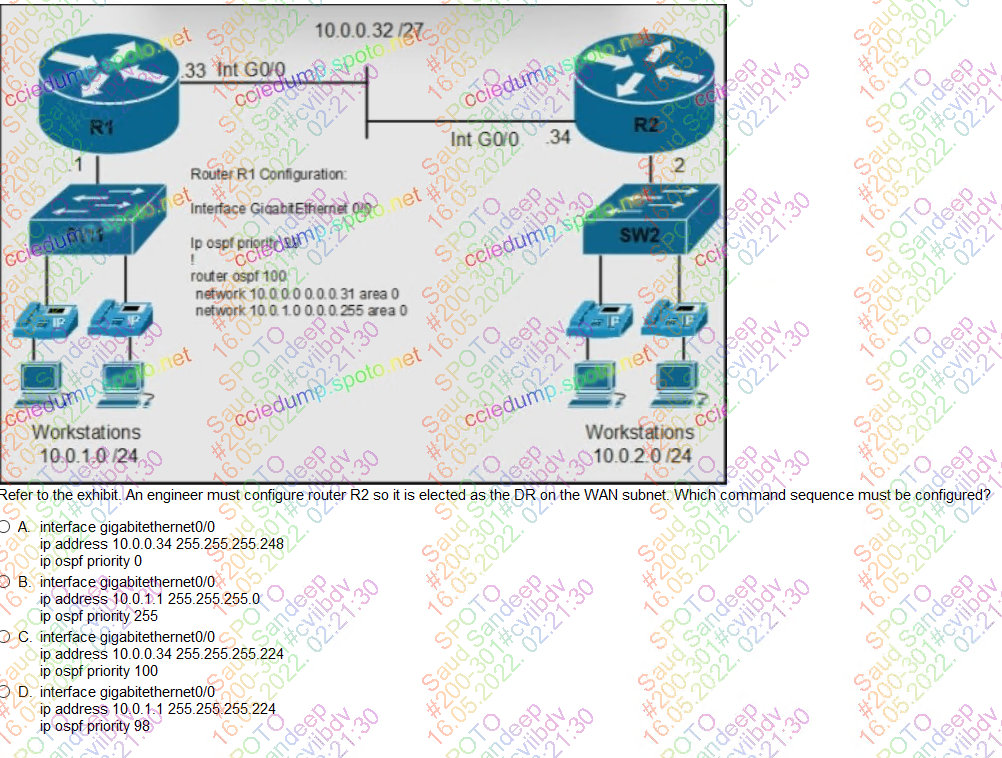 10.0.0.32 /27
.33 Int G0/0
Int G0/0 .34
R1
R2
.1
.2
Router R1 Configuration:
Interface GigabitEthernet 0/0
Ip ospf priority
!
router ospf 100
network 10.0.0.0 0.0.0.31 area 0
network 10.0.1.0 0.0.0.255 area 0
SW2
IP
IP
IP
IP
Workstations
10.0.1.0 /24
Workstations
10.0.2.0 /24
Refer to the exhibit. An engineer must configure router R2 so it is elected as the DR on the WAN subnet. Which command sequence must be configured?
A. interface gigabitethernet0/0
ip address 10.0.0.34 255.255.255.248
ip ospf priority 0
B. interface gigabitethernet0/0
ip address 10.0.1.1 255.255.255.0
ip ospf priority 255
C. interface gigabitethernet0/0
ip address 10.0.0.34 255.255.255.224
ip ospf priority 100
D. interface gigabitethernet0/0
ip address 10.0.1.1 255.255.255.224
ip ospf priority 98
cciedump.spoto.net
SPOTO Sandeep
Saud 301#cviibdv
#200-301
16.05.2022. 02:21:30